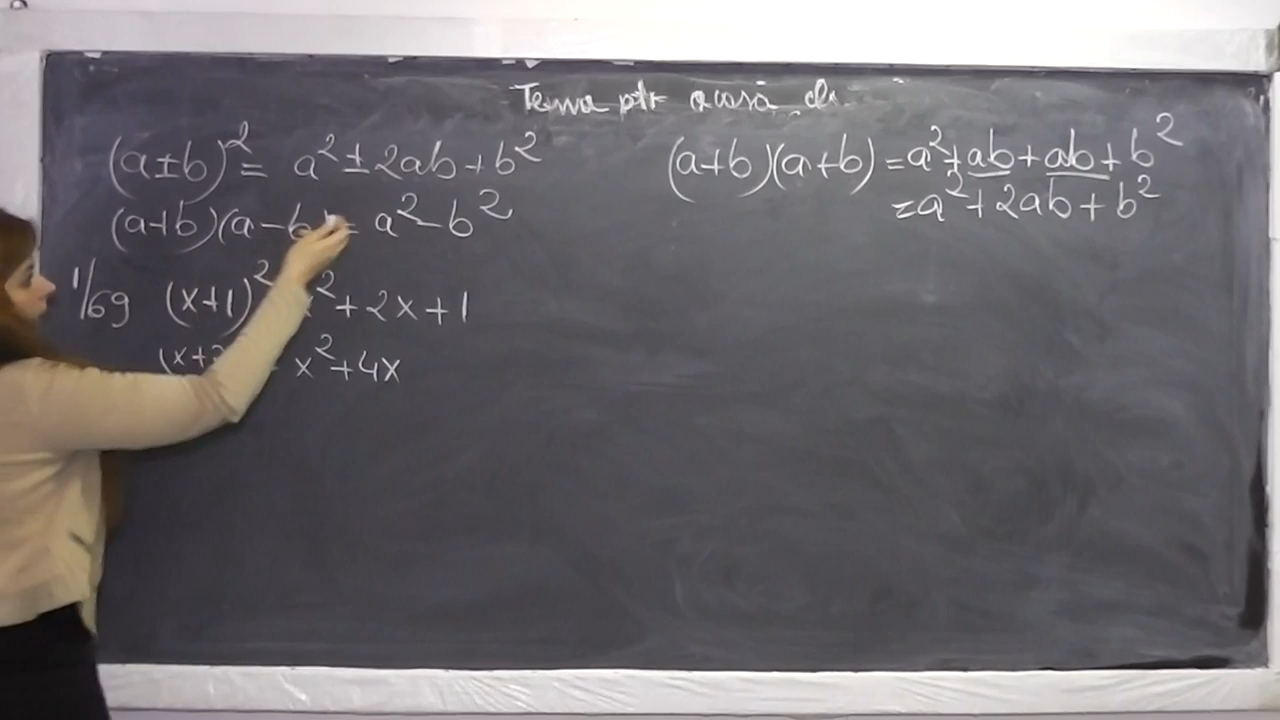 Tema ptr acasă de
(a±b)² = a² ± 2ab + b²
(a+b)(a-b) = a² - b²
1/69 (x+1)² x² + 2x + 1
(x+ x² + 4x
(a+b)(a+b) = a² + ab + ab + b²
= a² + 2ab + b²